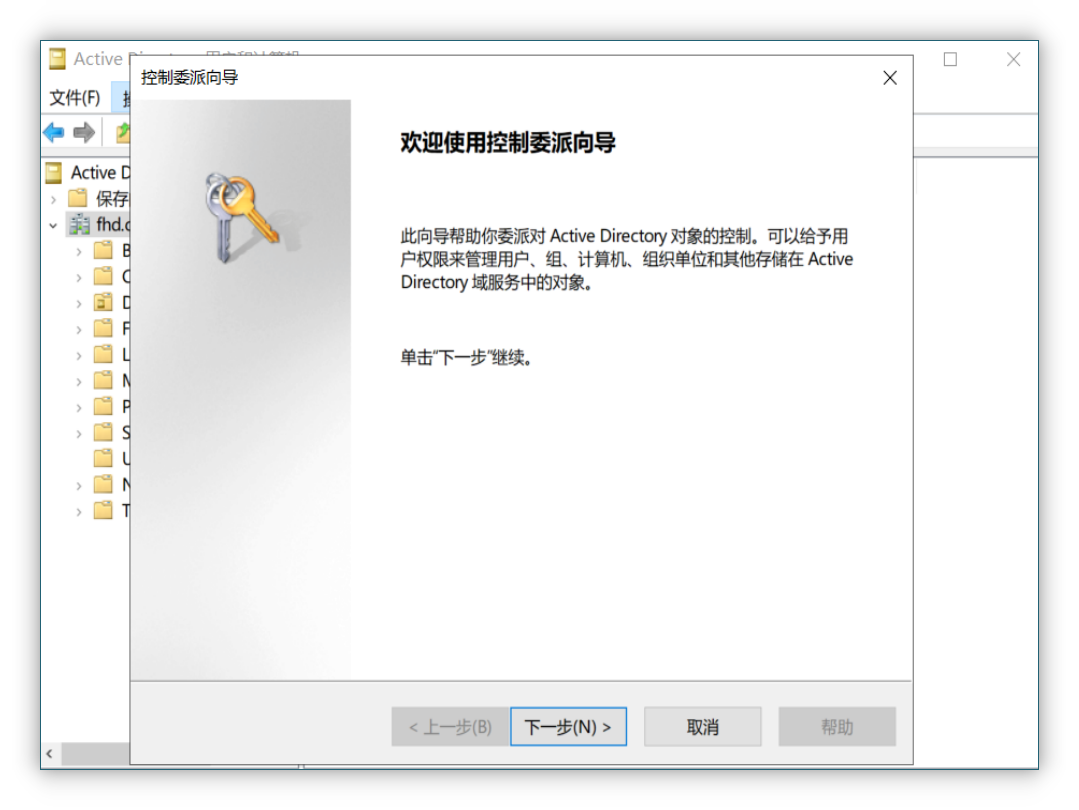 Active
控制委派向导
文件(F)
欢迎使用控制委派向导
Active D
保存
fhd.
此向导帮助你委派对 Active Directory 对象的控制。可以给予用
户权限来管理用户、组、计算机、组织单位和其他存储在 Active
Directory 域服务中的对象。
单击“下一步”继续。
F
L
N
P
S
U
N
T
< 上一步(B)
下一步(N) >
取消
帮助